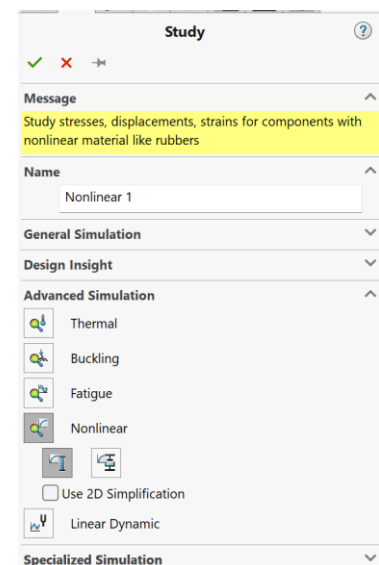 Study
Message
Study stresses, displacements, strains for components with
nonlinear material like rubbers
Name
Nonlinear 1
General Simulation
Design Insight
Advanced Simulation
Thermal
Buckling
Fatigue
Nonlinear
Use 2D Simplification
Linear Dynamic
Specialized Simulation